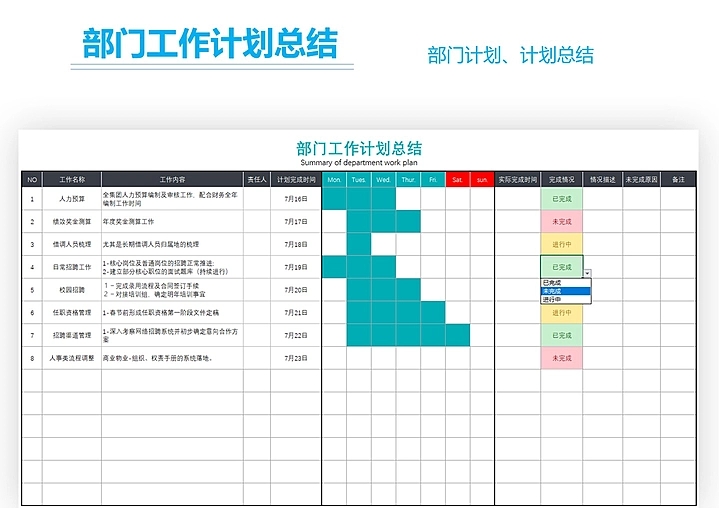 部门工作计划总结
部门计划、计划总结
部门工作计划总结
Summary of department work plan
NO 工作名称 工作内容 责任人 计划完成时间 Mon. Tues. Wed. Thur. Fri. Sat. sun. 实际完成时间 完成情况 情况描述 未完成原因 备注
1 人力预算 全集团人力预算编制及审核工作、配合财务全年
编制工作时间 7月16日 已完成
2 绩效奖金测算 年度奖金测算工作 7月17日 未完成
3 借调人员梳理 尤其是长期借调人员归属地的梳理 7月18日 进行中
4 日常招聘工作 1-核心岗位及普通岗位的招聘正常推进;
2-建立部分核心职位的面试题库（持续进行） 7月19日 已完成
已完成
未完成
进行中
5 校园招聘 1－完成录用流程及合同签订手续
2－对接培训组、确定明年培训事宜 7月20日
6 任职资格管理 1-春节前形成任职资格第一阶段文件定稿 7月21日 进行中
7 招聘渠道管理 1-深入考察网络招聘系统并初步确定意向合作方
案 7月22日 已完成
8 人事类流程调整 商业物业-组织、权责手册的系统落地。 7月23日 未完成